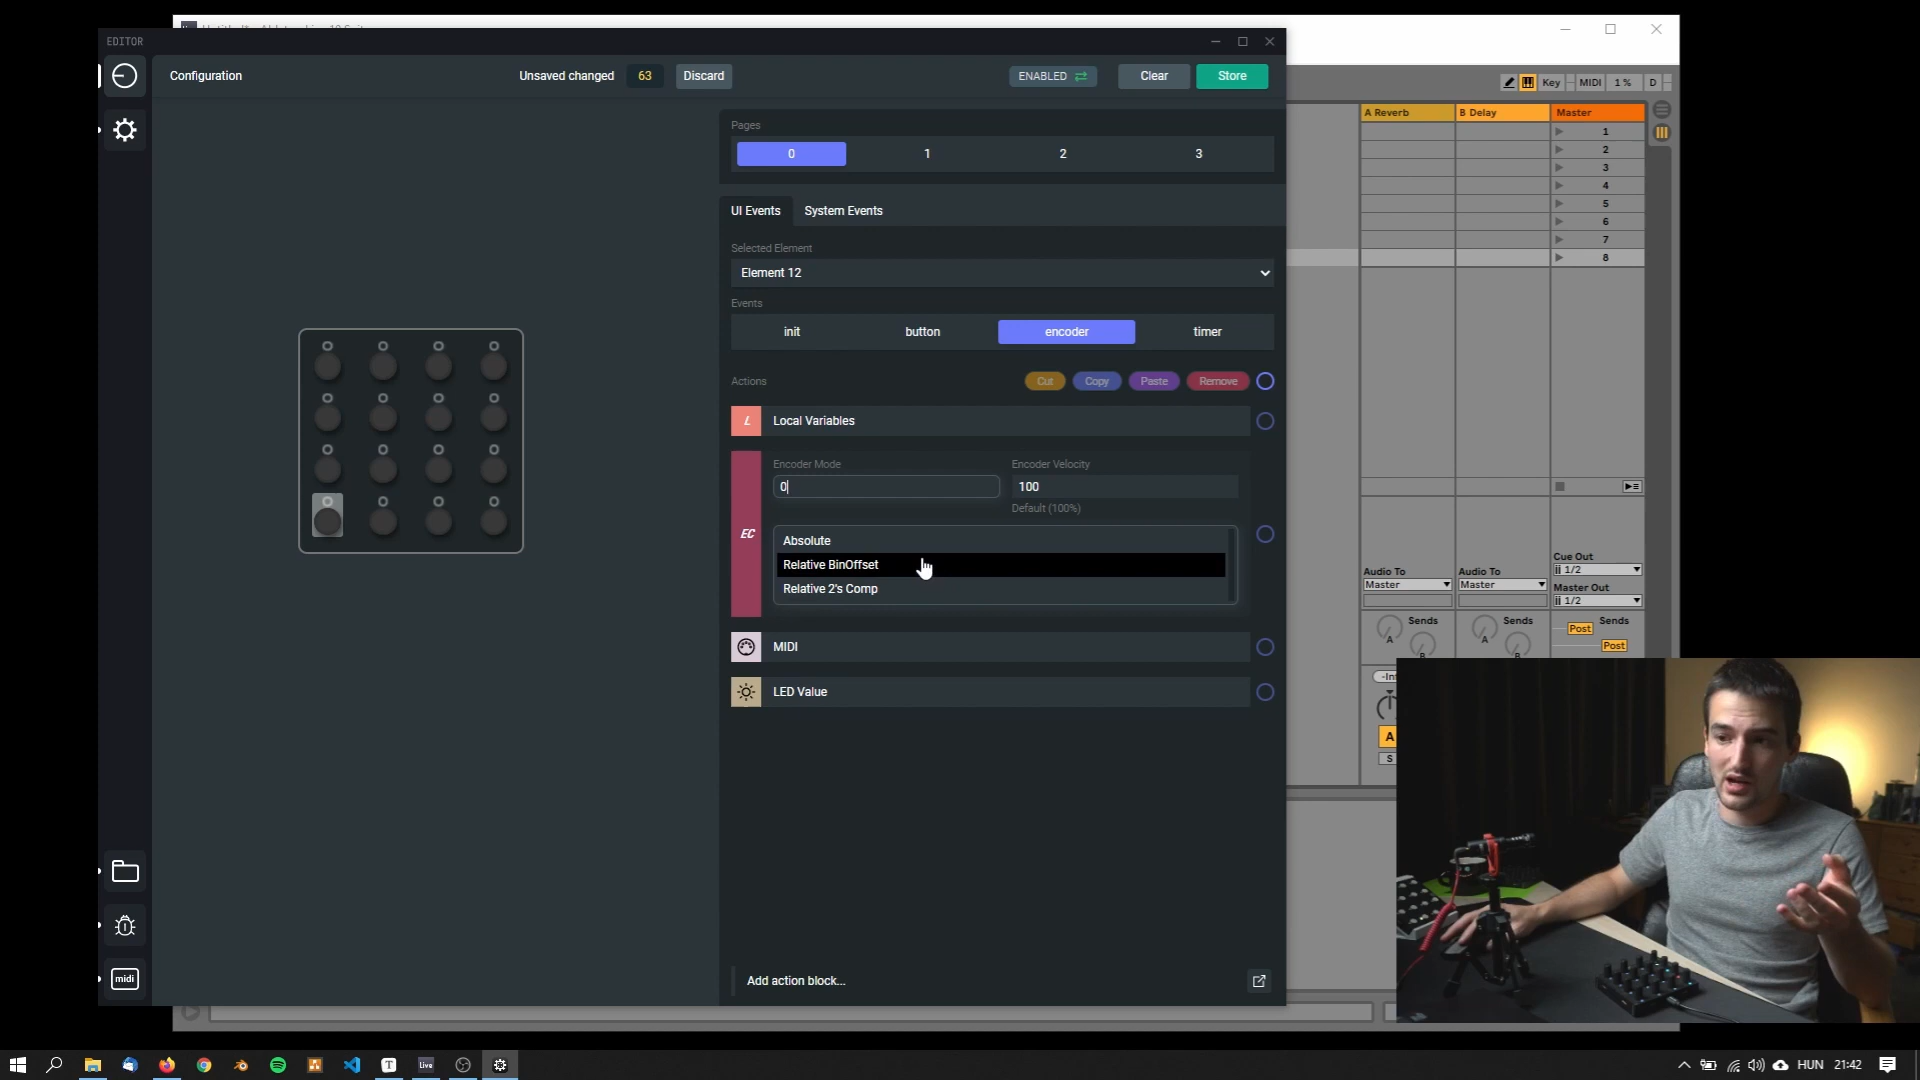 EDITOR
Configuration
Unsaved changed 63 Discard
ENABLED
Clear
Store
Pages
0 1 2 3
UI Events System Events
Selected Element
Element 12
Events
init button encoder timer
Actions
Cut Copy Paste Remove
L Local Variables
Encoder Mode Encoder Velocity
0 100
Default (100%)
EC
Absolute
Relative BinOffset
Relative 2's Comp
MIDI
LED Value
Add action block...
midi
Key MIDI 1 % D
A Reverb B Delay Master
1
2
3
4
5
6
7
8
Cue Out
ii 1/2
Audio To Audio To
Master Master
Master Out
ii 1/2
Sends Sends Sends
A A Post
B B Post
A
S
T
live
HUN 21:42